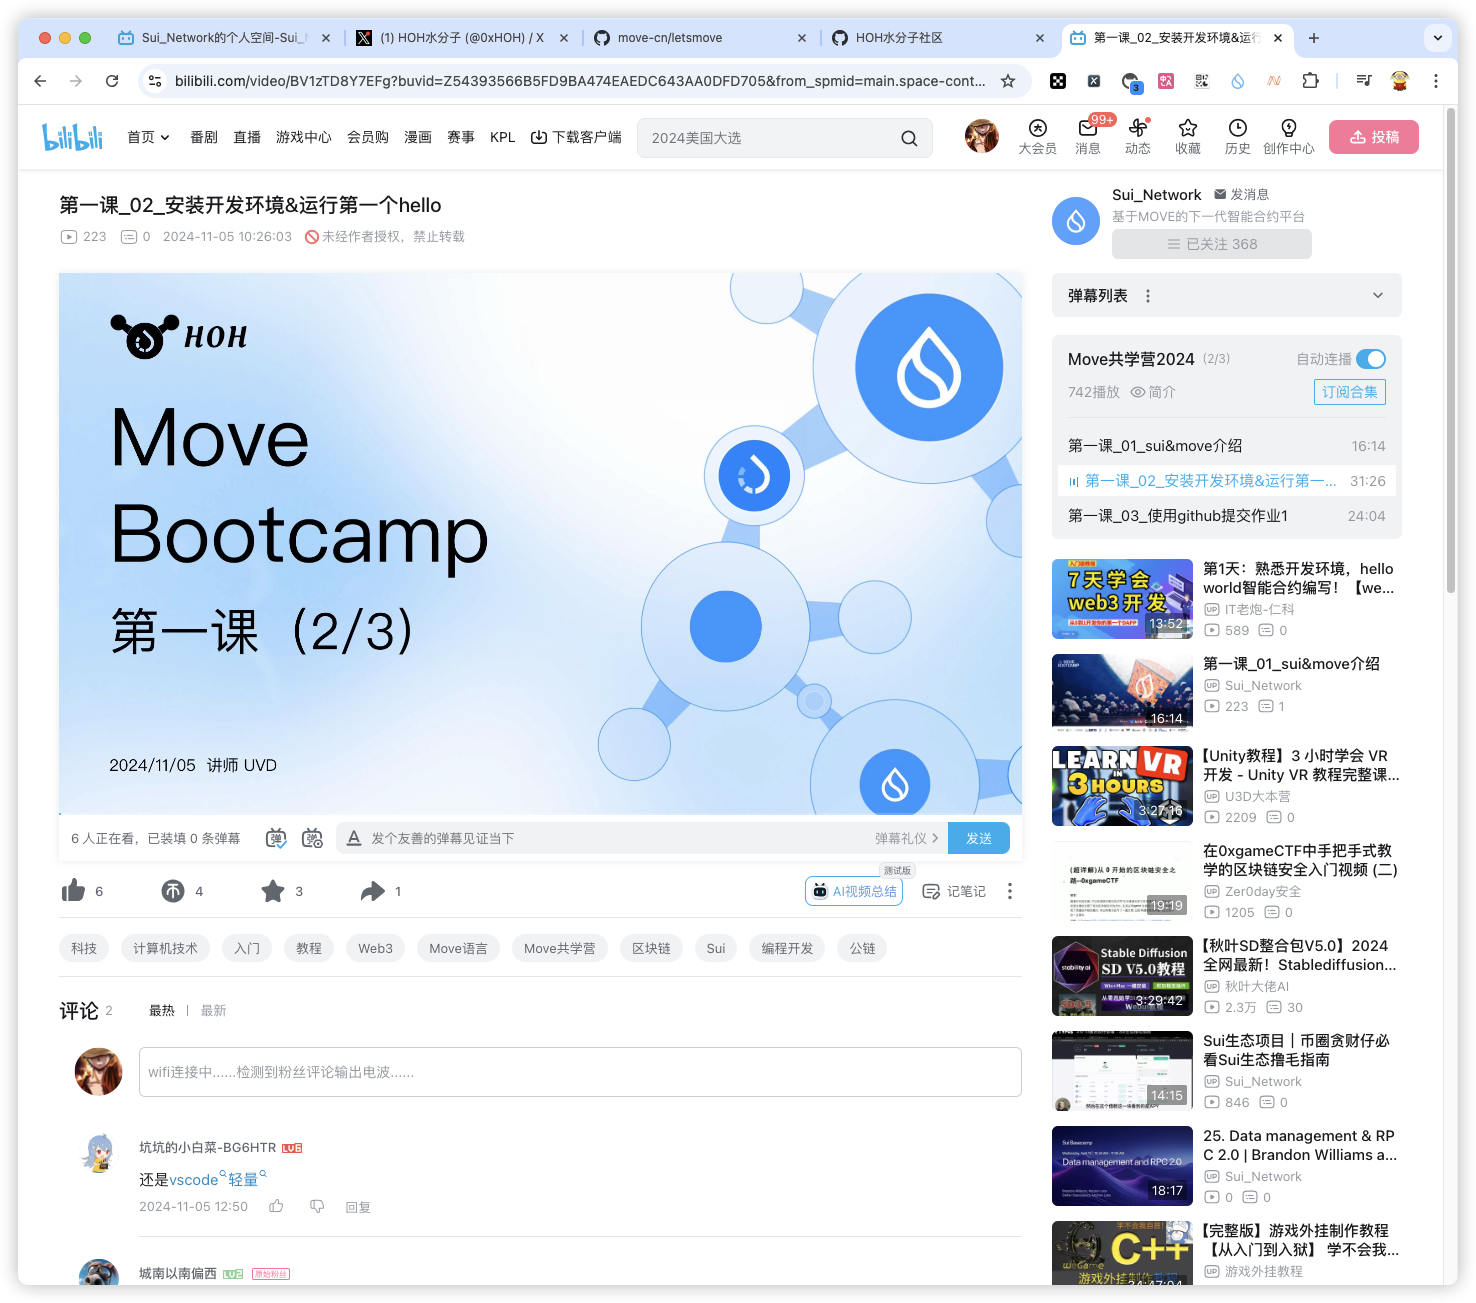 Sui_Network的个人空间-Sui_
(1) HOH水分子 (@0xHOH) / X
move-cn/letsmove
HOH水分子社区
第一课_02_安装开发环境&运行
bilibili.com/video/BV1zTD8Y7EFg?buvid=Z54393566B5FD9BA474EAEDC643AA0DFD705&from_spmid=main.space-cont...
3
bilibili
首页
番剧
直播
游戏中心
会员购
漫画
赛事
KPL
下载客户端
2024美国大选
大会员
99+
消息
动态
收藏
历史
创作中心
投稿
第一课_02_安装开发环境&运行第一个hello
223
0
2024-11-05 10:26:03
未经作者授权，禁止转载
HOH
Move
Bootcamp
第一课（2/3）
2024/11/05 讲师 UVD
6 人正在看，已装填 0 条弹幕
发个友善的弹幕见证当下
弹幕礼仪
发送
6
4
3
1
测试版
AI视频总结
记笔记
科技
计算机技术
入门
教程
Web3
Move语言
Move共学营
区块链
Sui
编程开发
公链
评论 2
最热
最新
wifi连接中......检测到粉丝评论输出电波......
坑坑的小白菜-BG6HTR LV6
还是vscode轻量
2024-11-05 12:50
回复
城南以南偏西 LV2 原始粉丝
Sui_Network
发消息
基于MOVE的下一代智能合约平台
已关注 368
弹幕列表
Move共学营2024 (2/3)
自动连播
742播放
简介
订阅合集
第一课_01_sui&move介绍 16:14
第一课_02_安装开发环境&运行第一... 31:26
第一课_03_使用github提交作业1 24:04
7天学会
web3开发
13:52
第1天：熟悉开发环境，hello
world智能合约编写！【we...
UP IT老炮-仁科
589
0
16:14
第一课_01_sui&move介绍
UP Sui_Network
223
1
LEARN VR
IN
3 HOURS
3:27:16
【Unity教程】3 小时学会 VR
开发 - Unity VR 教程完整课...
UP U3D大本营
2209
0
(超详解)从 0 开始的区块链安全之
路--0xgameCTF
19:19
在0xgameCTF中手把手式教
学的区块链安全入门视频 (二)
UP Zer0day安全
1205
0
Stable Diffusion
SD V5.0教程
stability ai
3:29:42
【秋叶SD整合包V5.0】2024
全网最新！Stablediffusion...
UP 秋叶大佬AI
2.3万
30
14:15
Sui生态项目｜币圈贪财仔必
看Sui生态撸毛指南
UP Sui_Network
846
0
Sui Basecamp
Data management and RPC 2.0
18:17
25. Data management & RP
C 2.0 | Brandon Williams a...
UP Sui_Network
0
0
C++
WeGame
【完整版】游戏外挂制作教程
【从入门到入狱】 学不会我...
UP 游戏外挂教程